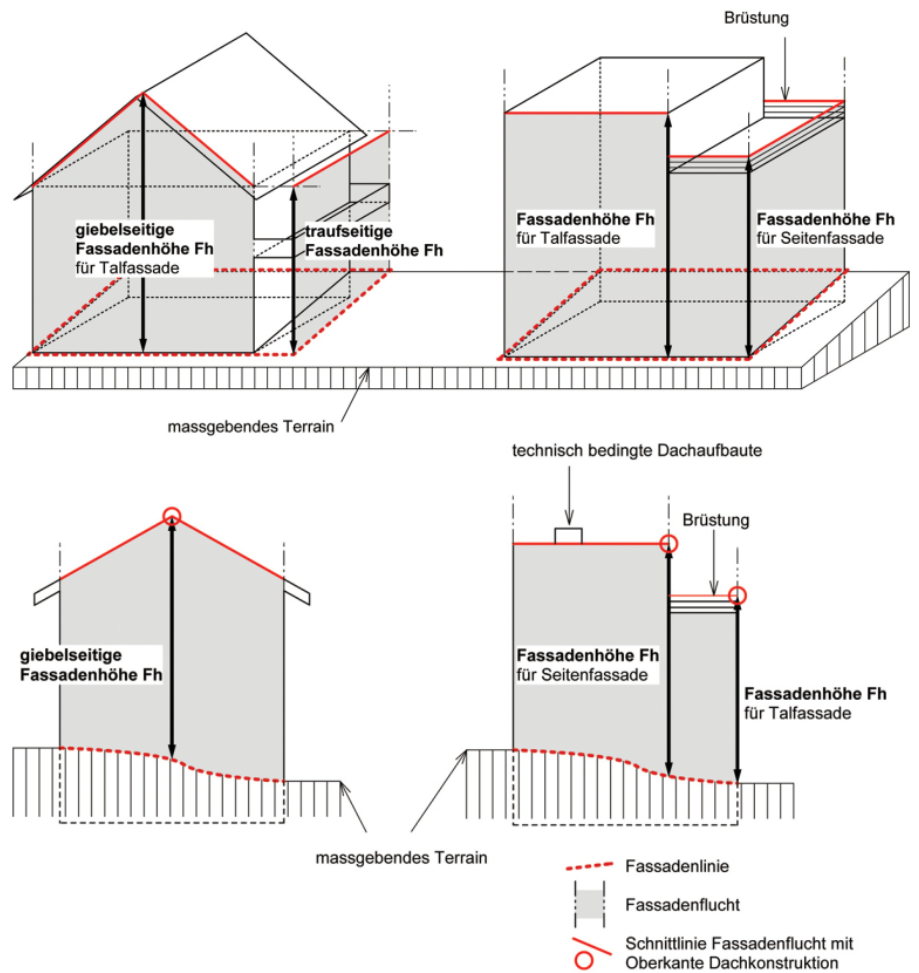 Brüstung
giebelseitige
Fassadenhöhe Fh
für Talfassade
traufseitige
Fassadenhöhe Fh
Fassadenhöhe Fh
für Talfassade
Fassadenhöhe Fh
für Seitenfassade
massgebendes Terrain
technisch bedingte Dachaufbaute
Brüstung
giebelseitige
Fassadenhöhe Fh
Fassadenhöhe Fh
für Seitenfassade
Fassadenhöhe Fh
für Talfassade
massgebendes Terrain
Fassadenlinie
Fassadenflucht
Schnittlinie Fassadenflucht mit
Oberkante Dachkonstruktion